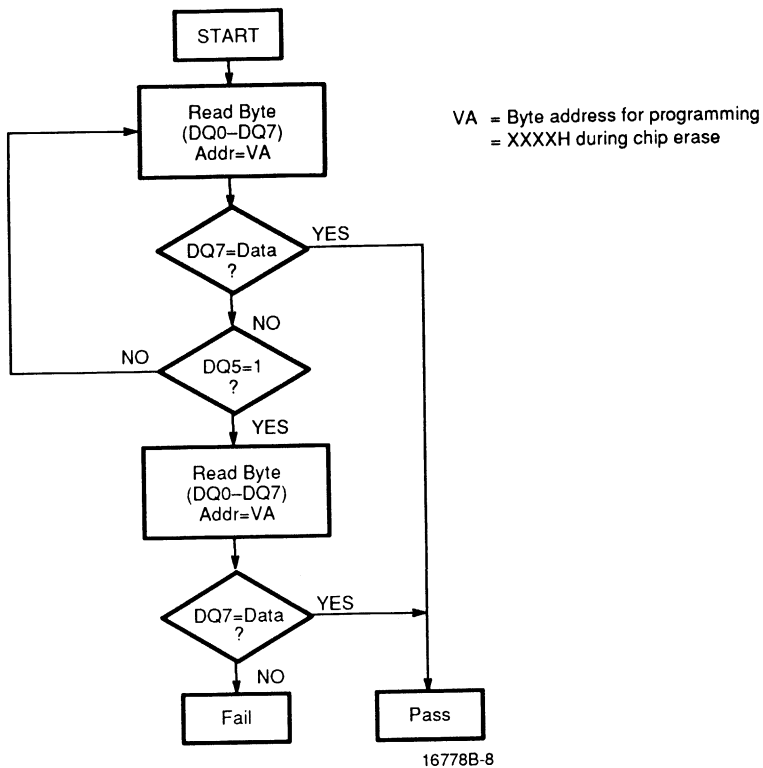 START
Read Byte
(DQ0–DQ7)
Addr=VA
VA = Byte address for programming
= XXXXH during chip erase
DQ7=Data
?
YES
NO
DQ5=1
?
NO
YES
Read Byte
(DQ0–DQ7)
Addr=VA
DQ7=Data
?
YES
NO
Fail
Pass
16778B-8